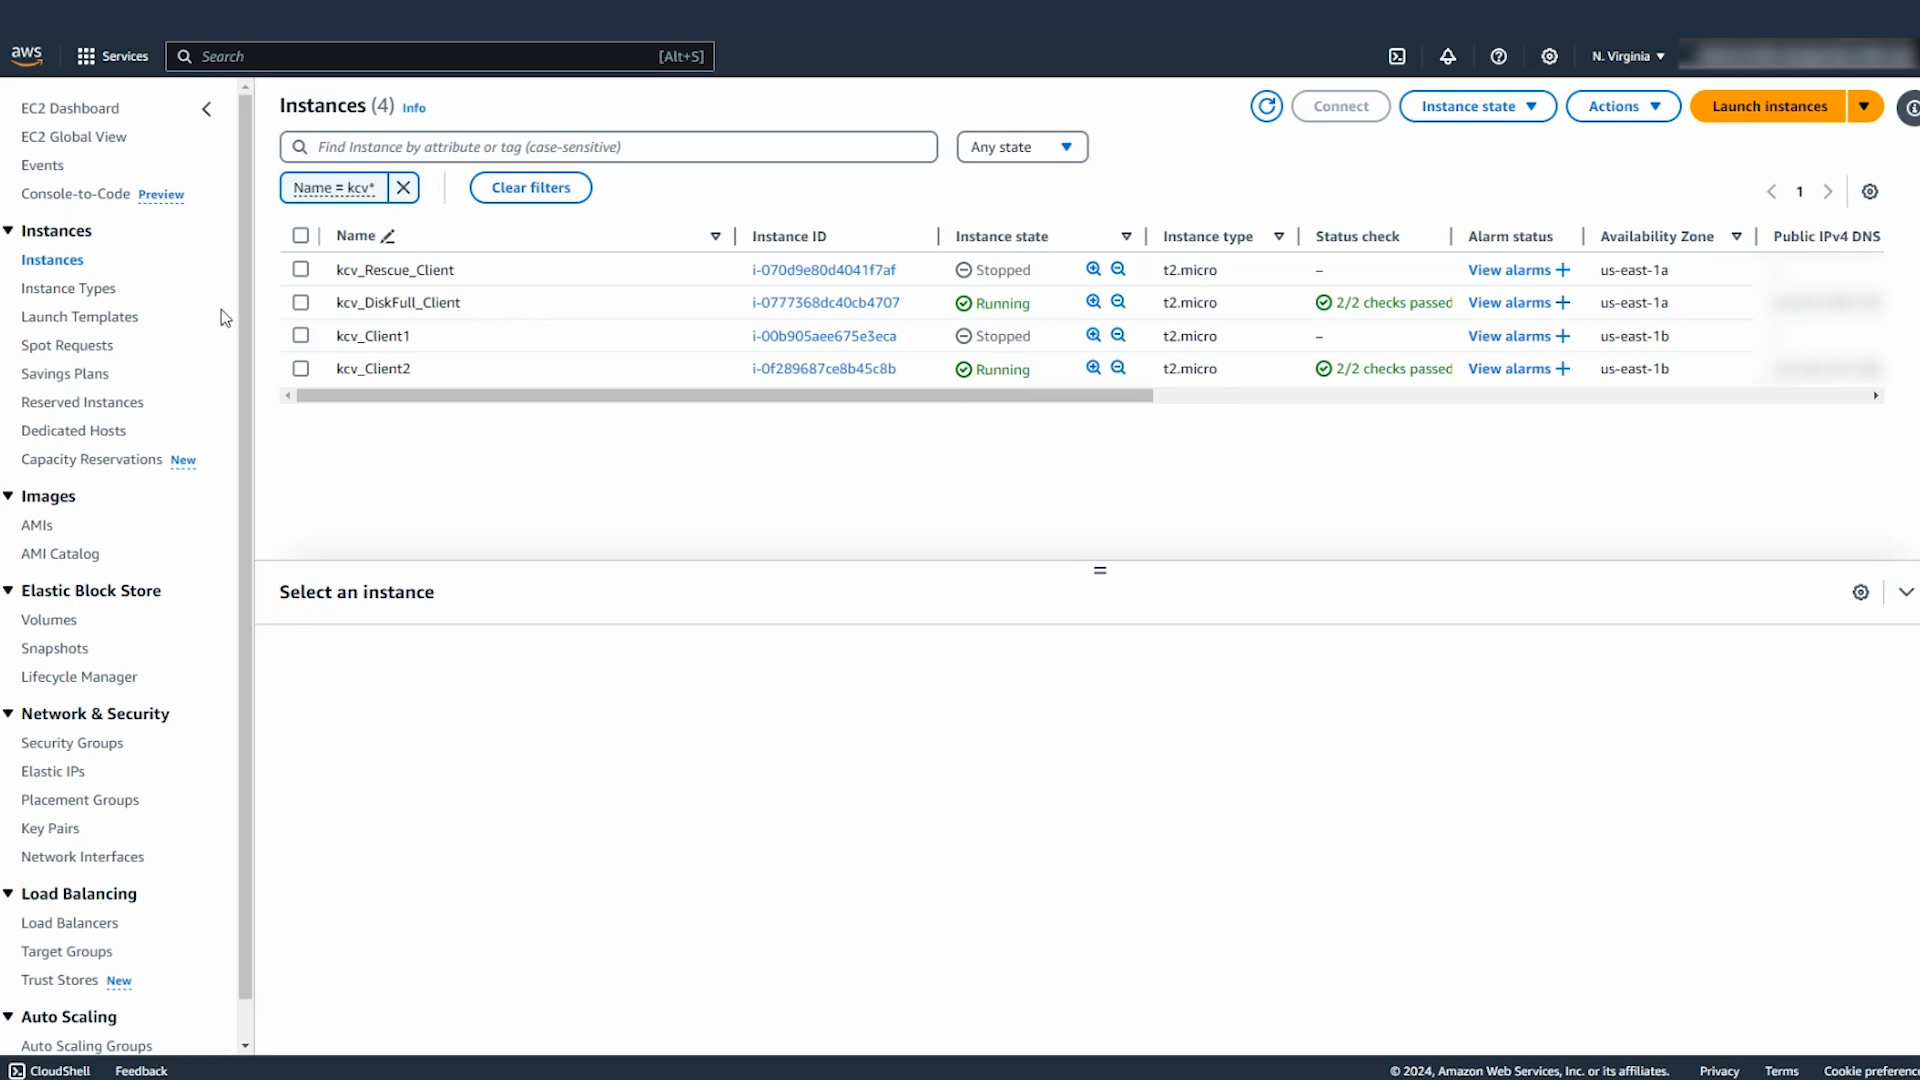 aws
Services
Search [Alt+S]
N. Virginia
EC2 Dashboard
EC2 Global View
Events
Console-to-Code Preview
Instances
Instances
Instance Types
Launch Templates
Spot Requests
Savings Plans
Reserved Instances
Dedicated Hosts
Capacity Reservations New
Images
AMIs
AMI Catalog
Elastic Block Store
Volumes
Snapshots
Lifecycle Manager
Network & Security
Security Groups
Elastic IPs
Placement Groups
Key Pairs
Network Interfaces
Load Balancing
Load Balancers
Target Groups
Trust Stores New
Auto Scaling
Auto Scaling Groups
Instances (4) Info
Connect
Instance state
Actions
Launch instances
Find Instance by attribute or tag (case-sensitive)
Any state
Name = kcv*
Clear filters
1
Name Instance ID Instance state Instance type Status check Alarm status Availability Zone Public IPv4 DNS
kcv_Rescue_Client i-070d9e80d4041f7af Stopped t2.micro – View alarms + us-east-1a
kcv_DiskFull_Client i-0777368dc40cb4707 Running t2.micro 2/2 checks passed View alarms + us-east-1a
kcv_Client1 i-00b905aee675e3eca Stopped t2.micro – View alarms + us-east-1b
kcv_Client2 i-0f289687ce8b45c8b Running t2.micro 2/2 checks passed View alarms + us-east-1b
Select an instance
CloudShell Feedback © 2024, Amazon Web Services, Inc. or its affiliates. Privacy Terms Cookie preference